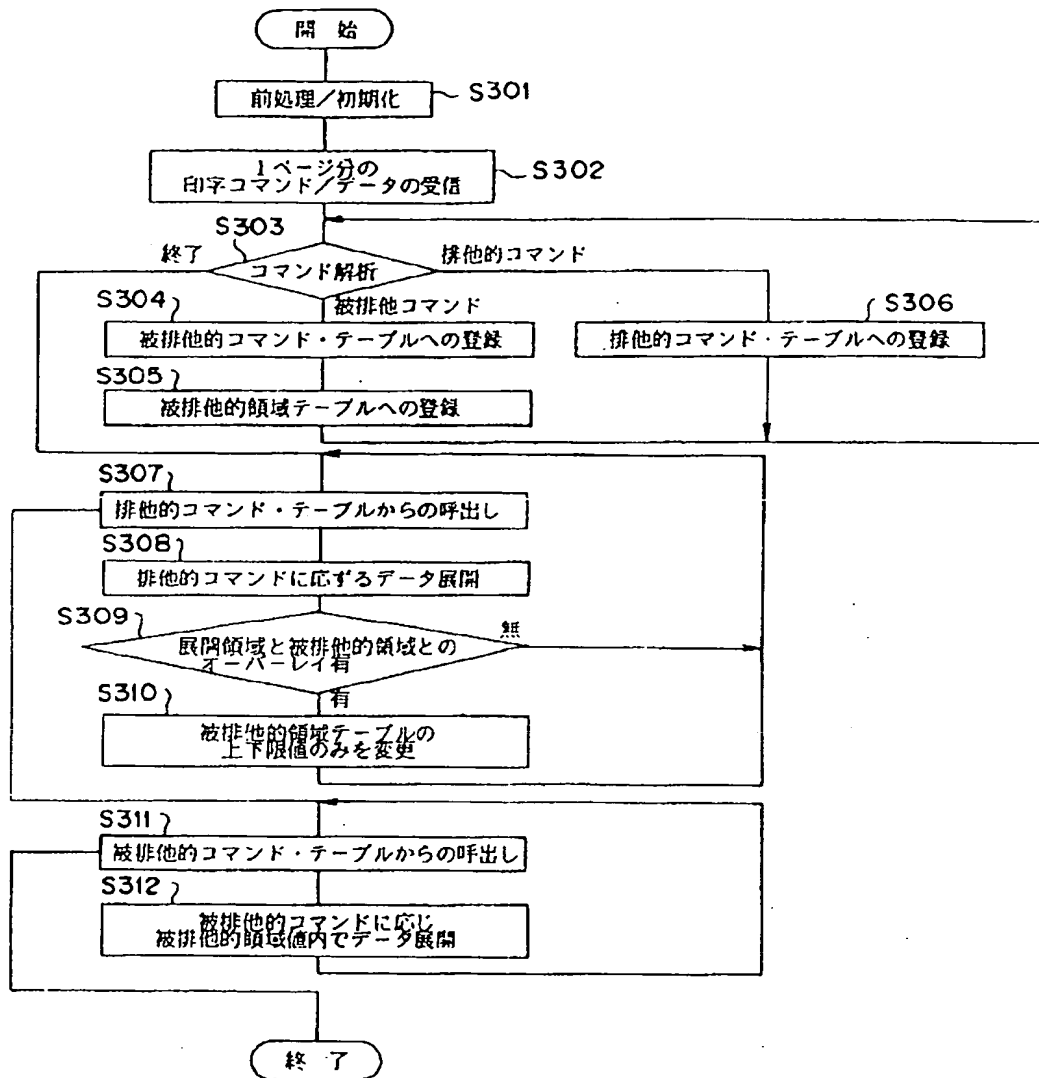 開始
前処理/初期化
S301
1ページ分の
印字コマンド/データの受信
S302
S303
終了
コマンド解析
排他的コマンド
被排他コマンド
S304
被排他的コマンド・テーブルへの登録
S306
排他的コマンド・テーブルへの登録
S305
被排他的領域テーブルへの登録
S307
排他的コマンド・テーブルからの呼出し
S308
排他的コマンドに応ずるデータ展開
S309
展開領域と被排他的領域との
オーバーレイ有
無
有
S310
被排他的領域テーブルの
上下限値のみを変更
S311
被排他的コマンド・テーブルからの呼出し
S312
被排他的コマンドに応じ
被排他的領域値内でデータ展開
終了